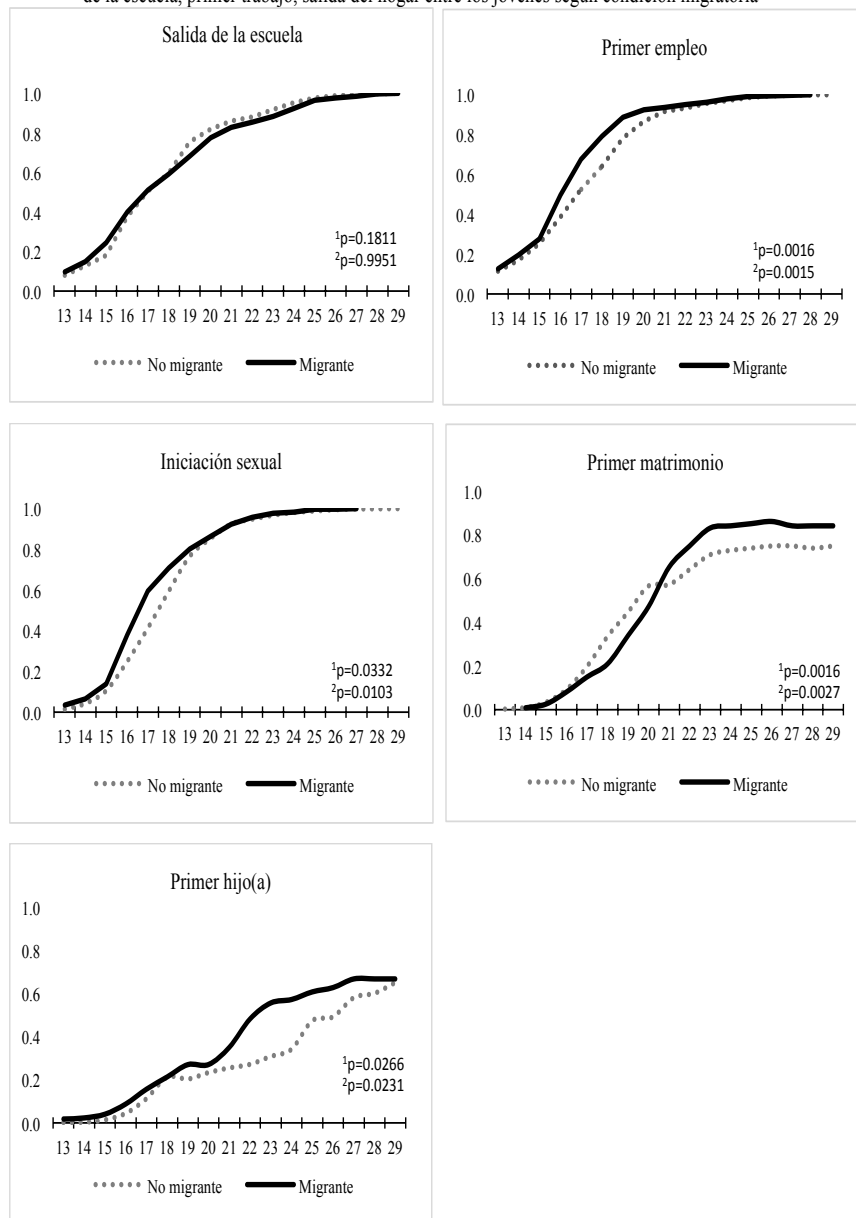 de la escuela, primer trabajo, salida del hogar entre los jóvenes según condición migratoria
Salida de la escuela
1.0
0.8
0.6
0.4
0.2
0.0
¹p=0.1811
²p=0.9951
13 14 15 16 17 18 19 20 21 22 23 24 25 26 27 28 29
No migrante Migrante
Primer empleo
1.0
0.8
0.6
0.4
0.2
0.0
¹p=0.0016
²p=0.0015
13 14 15 16 17 18 19 20 21 22 23 24 25 26 27 28 29
No migrante Migrante
Iniciación sexual
1.0
0.8
0.6
0.4
0.2
0.0
¹p=0.0332
²p=0.0103
13 14 15 16 17 18 19 20 21 22 23 24 25 26 27 28 29
No migrante Migrante
Primer matrimonio
1.0
0.8
0.6
0.4
0.2
0.0
¹p=0.0016
²p=0.0027
13 14 15 16 17 18 19 20 21 22 23 24 25 26 27 28 29
No migrante Migrante
Primer hijo(a)
1.0
0.8
0.6
0.4
0.2
0.0
¹p=0.0266
²p=0.0231
13 14 15 16 17 18 19 20 21 22 23 24 25 26 27 28 29
No migrante Migrante